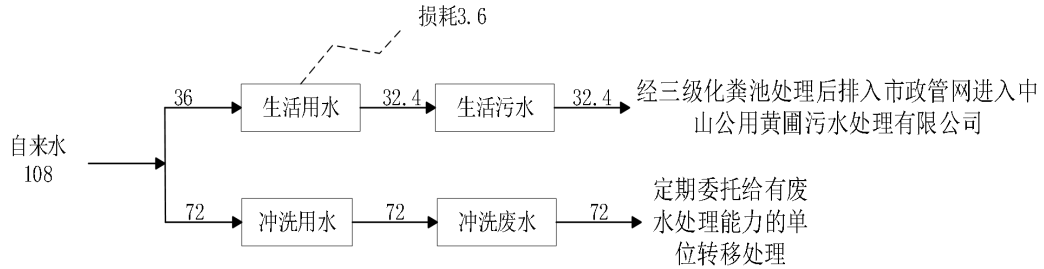 损耗3.6
自来水
108
36
生活用水
32.4
生活污水
32.4
经三级化粪池处理后排入市政管网进入中
山公用黄圃污水处理有限公司
72
冲洗用水
72
冲洗废水
72
定期委托给有废
水处理能力的单
位转移处理